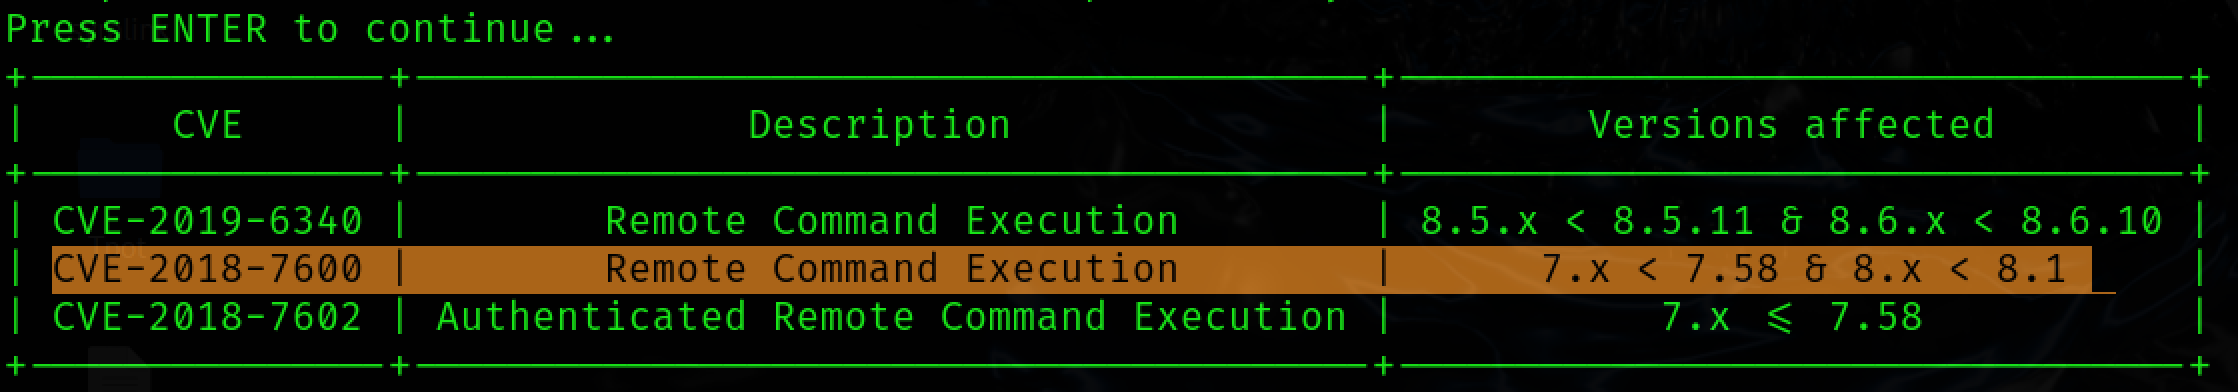 Press ENTER to continue ...
CVE | Description | Versions affected
CVE-2019-6340 | Remote Command Execution | 8.5.x < 8.5.11 & 8.6.x < 8.6.10
CVE-2018-7600 | Remote Command Execution | 7.x < 7.58 & 8.x < 8.1
CVE-2018-7602 | Authenticated Remote Command Execution | 7.x ≤ 7.58